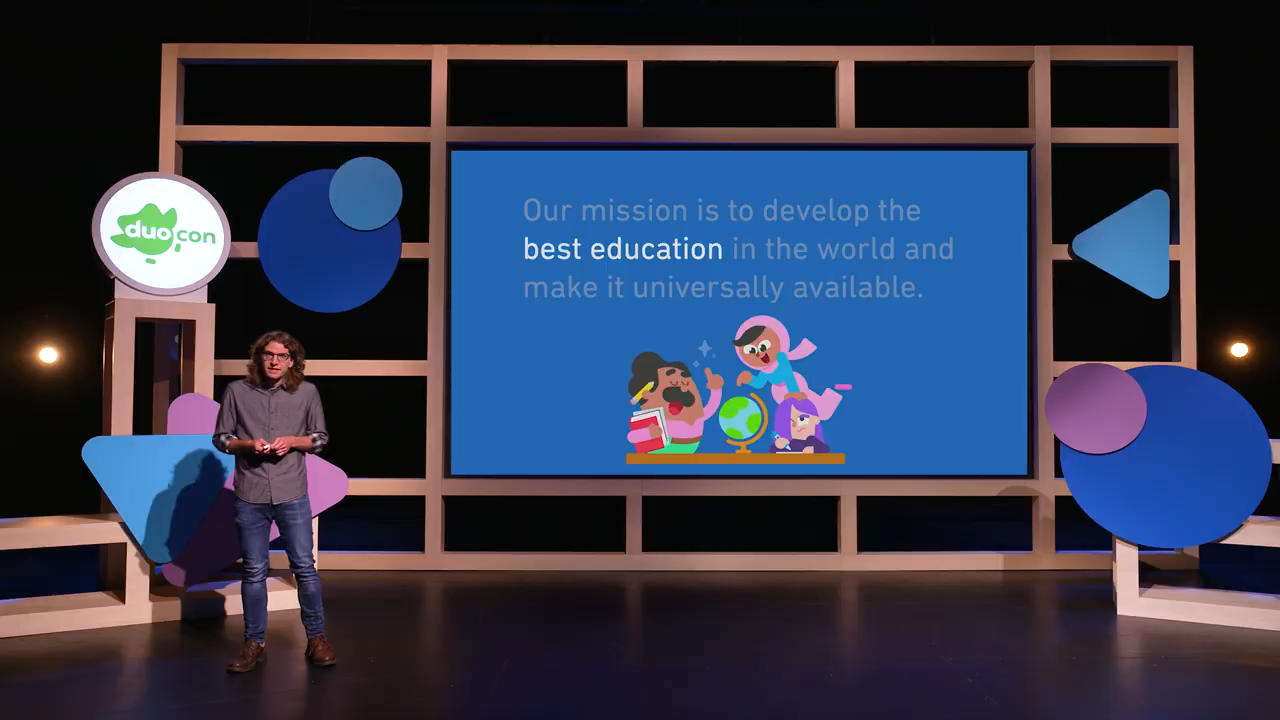 duo con
Our mission is to develop the
best education in the world and
make it universally available.